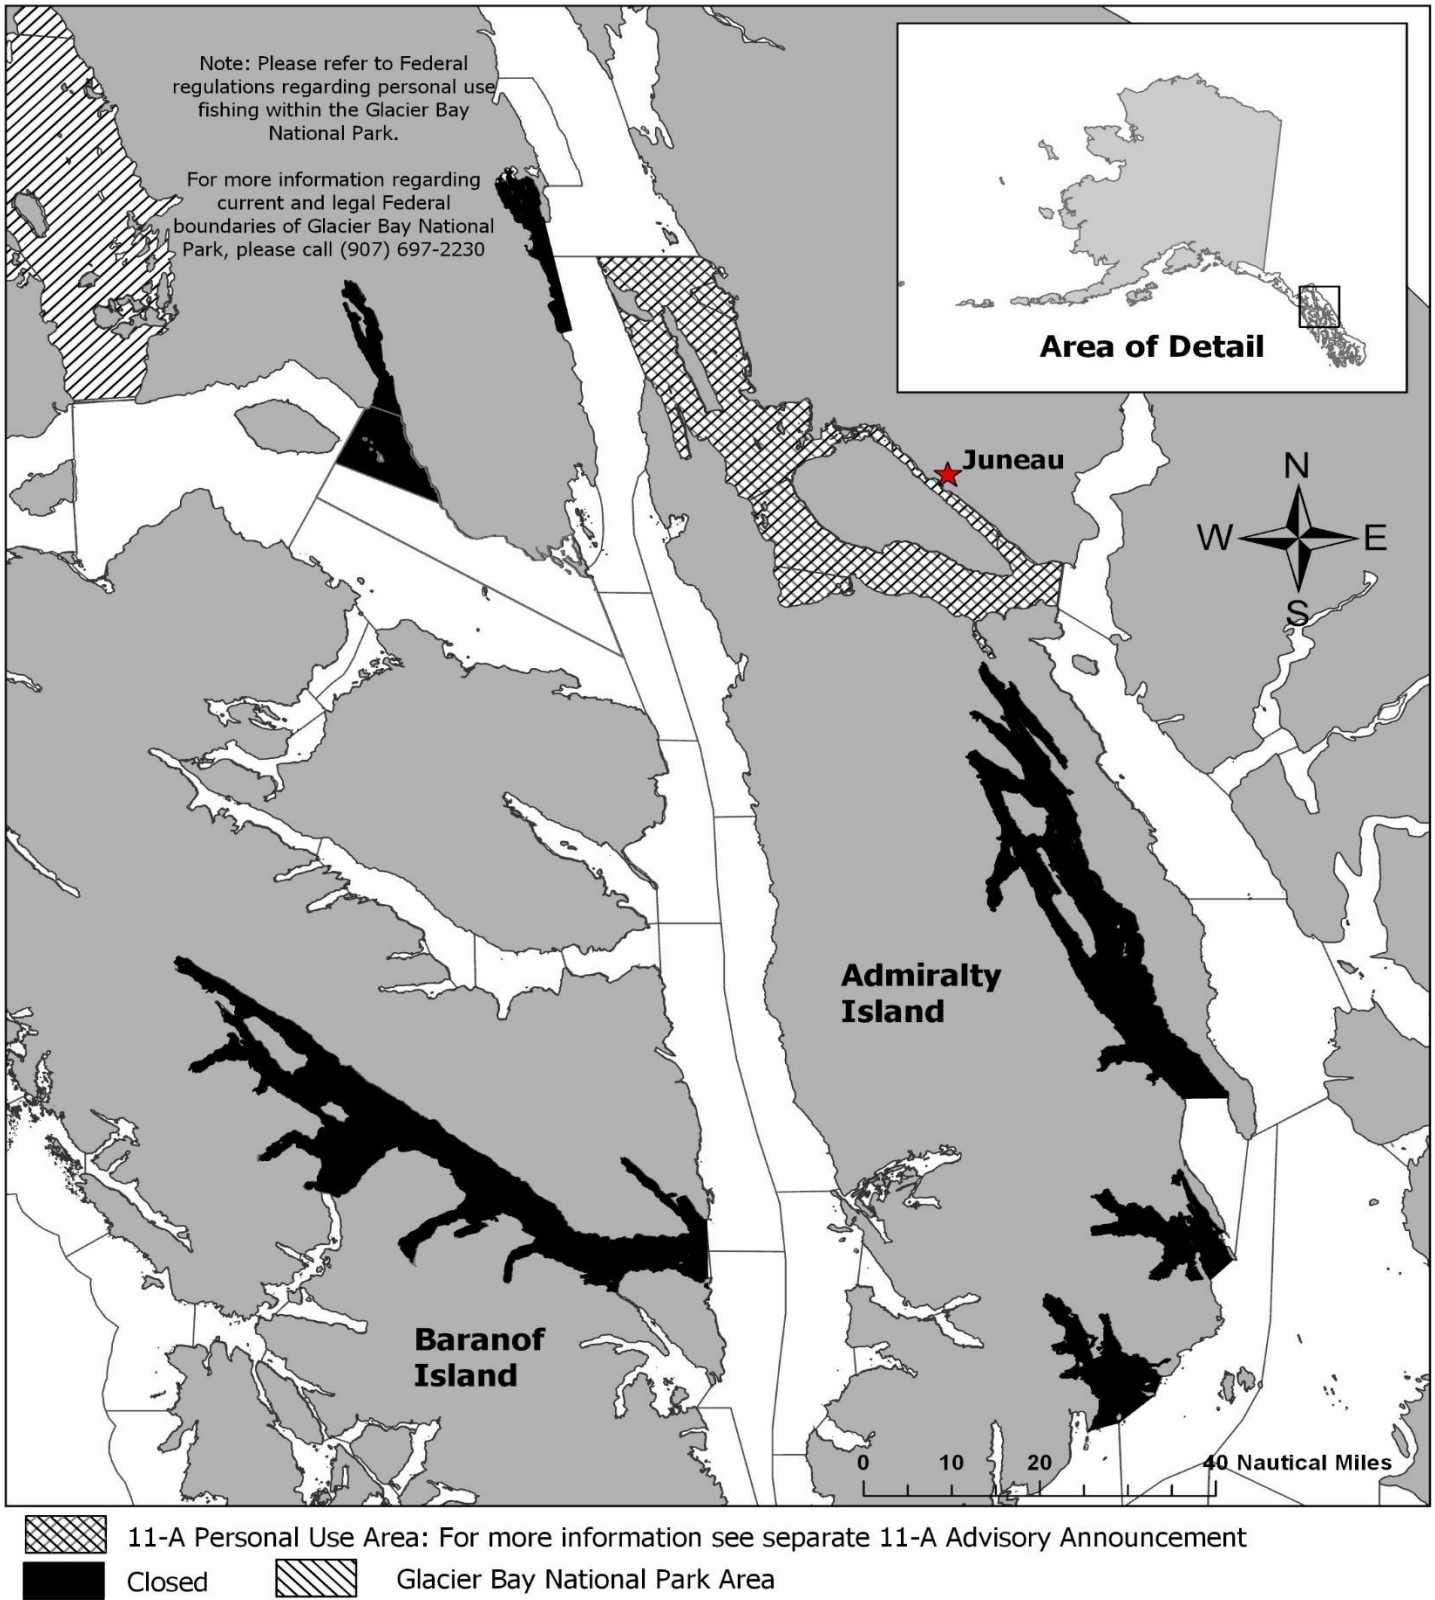 Note: Please refer to Federal
regulations regarding personal use
fishing within the Glacier Bay
National Park.
For more information regarding
current and legal Federal
boundaries of Glacier Bay National
Park, please call (907) 697-2230
Area of Detail
Juneau
N
W
E
S
Admiralty
Island
Baranof
Island
0 10 20 40 Nautical Miles
11-A Personal Use Area: For more information see separate 11-A Advisory Announcement
Closed
Glacier Bay National Park Area